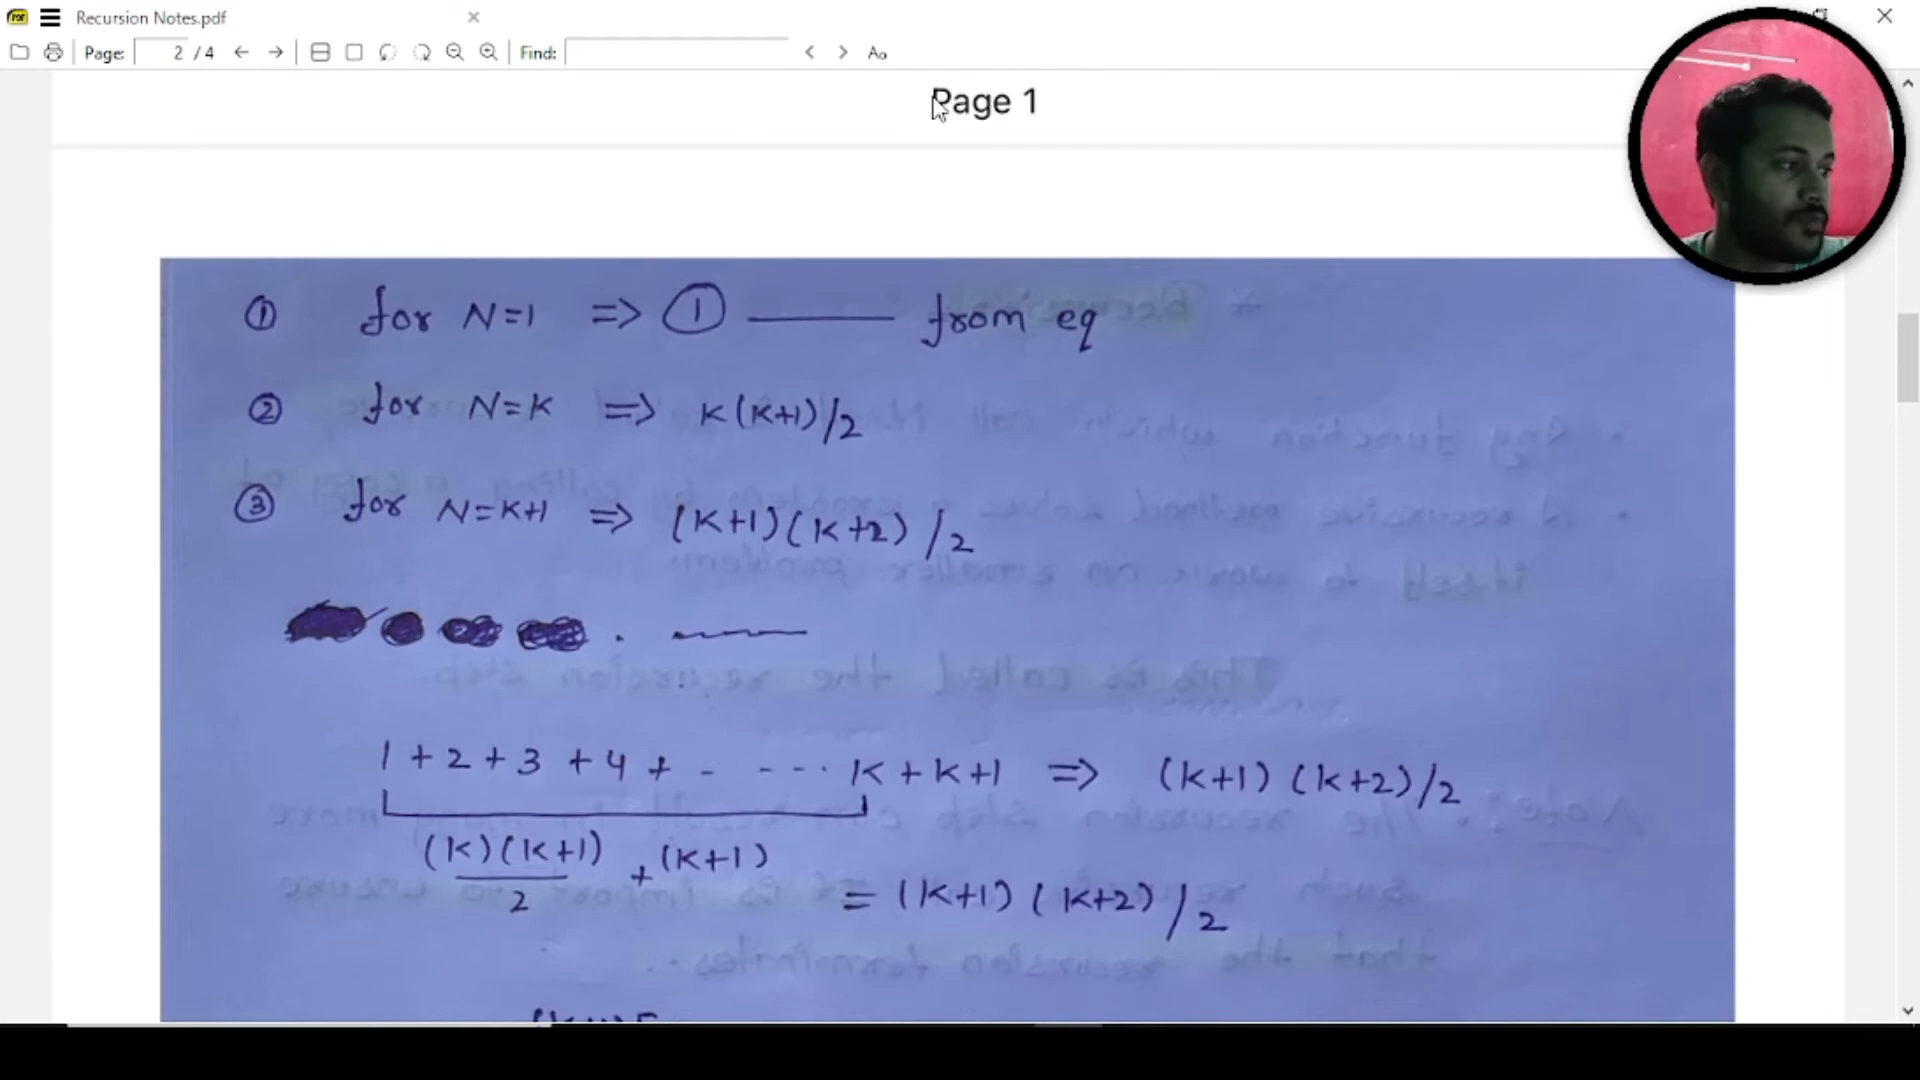 Recursion Notes.pdf
Page: 2 / 4 Find: Aa
Page 1
① for N=1 => ① from eq
② for N=K => K(K+1)/2
③ for N=K+1 => (K+1)(K+2)/2
1+2+3+4+ - ---. K+K+1 => (K+1)(K+2)/2
(K)(K+1)/2 + (K+1)
= (K+1)(K+2)/2